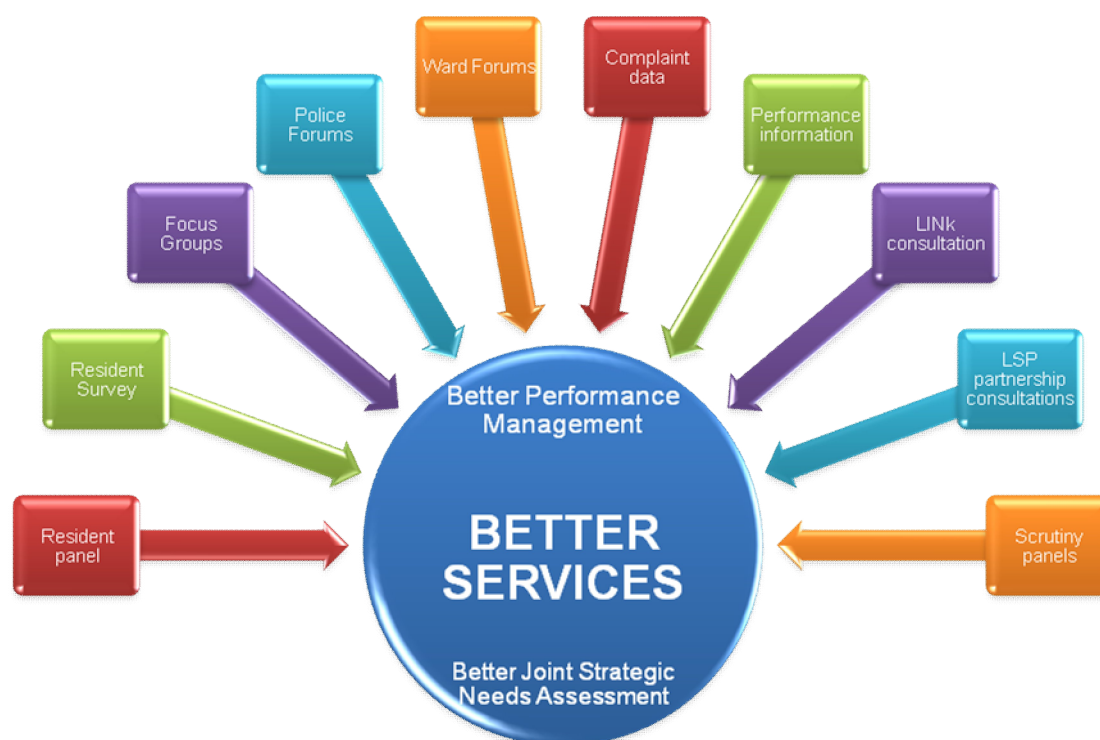 Ward Forums
Complaint
data
Police
Forums
Performance
information
Focus
Groups
LINk
consultation
Resident
Survey
LSP
partnership
consultations
Resident
panel
Scrutiny
panels
Better Performance
Management
BETTER
SERVICES
Better Joint Strategic
Needs Assessment